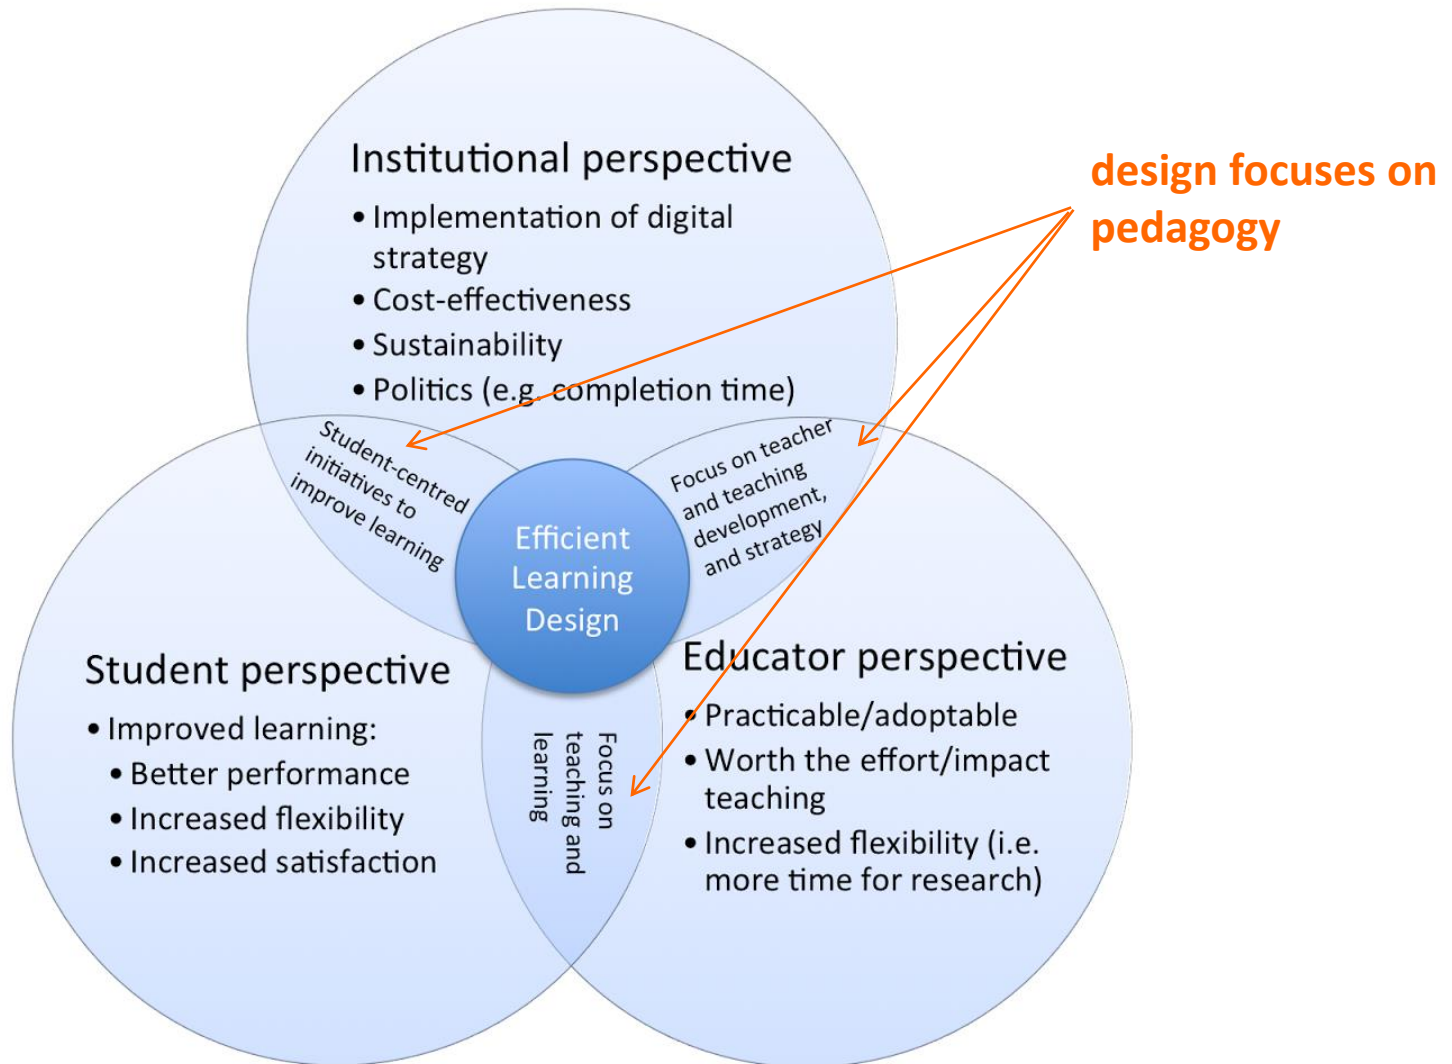 Institutional perspective
• Implementation of digital
strategy
• Cost-effectiveness
• Sustainability
• Politics (e.g. completion time)
design focuses on
pedagogy
Student-centred
initiatives to
improve learning
Focus on teacher
and teaching
development,
and strategy
Efficient
Learning
Design
Student perspective
• Improved learning:
• Better performance
• Increased flexibility
• Increased satisfaction
Focus on
teaching and
learning
Educator perspective
• Practicable/adoptable
• Worth the effort/impact
teaching
• Increased flexibility (i.e.
more time for research)